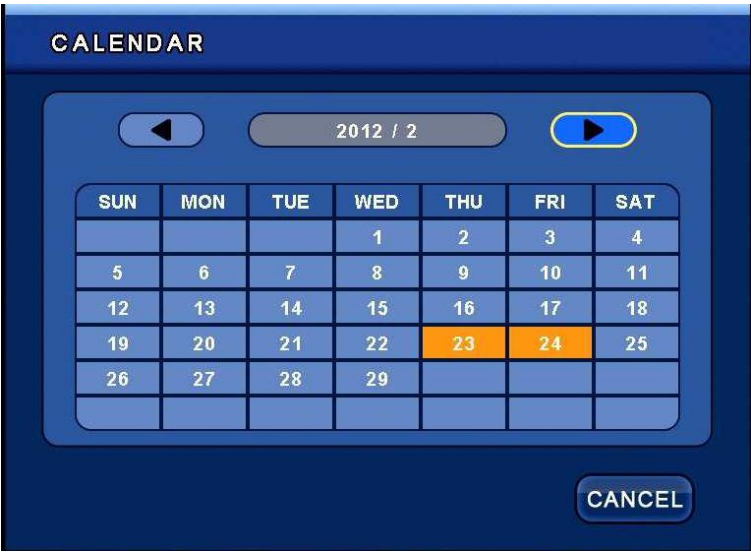 CALENDAR
2012 / 2
SUN MON TUE WED THU FRI SAT
1 2 3 4
5 6 7 8 9 10 11
12 13 14 15 16 17 18
19 20 21 22 23 24 25
26 27 28 29
CANCEL